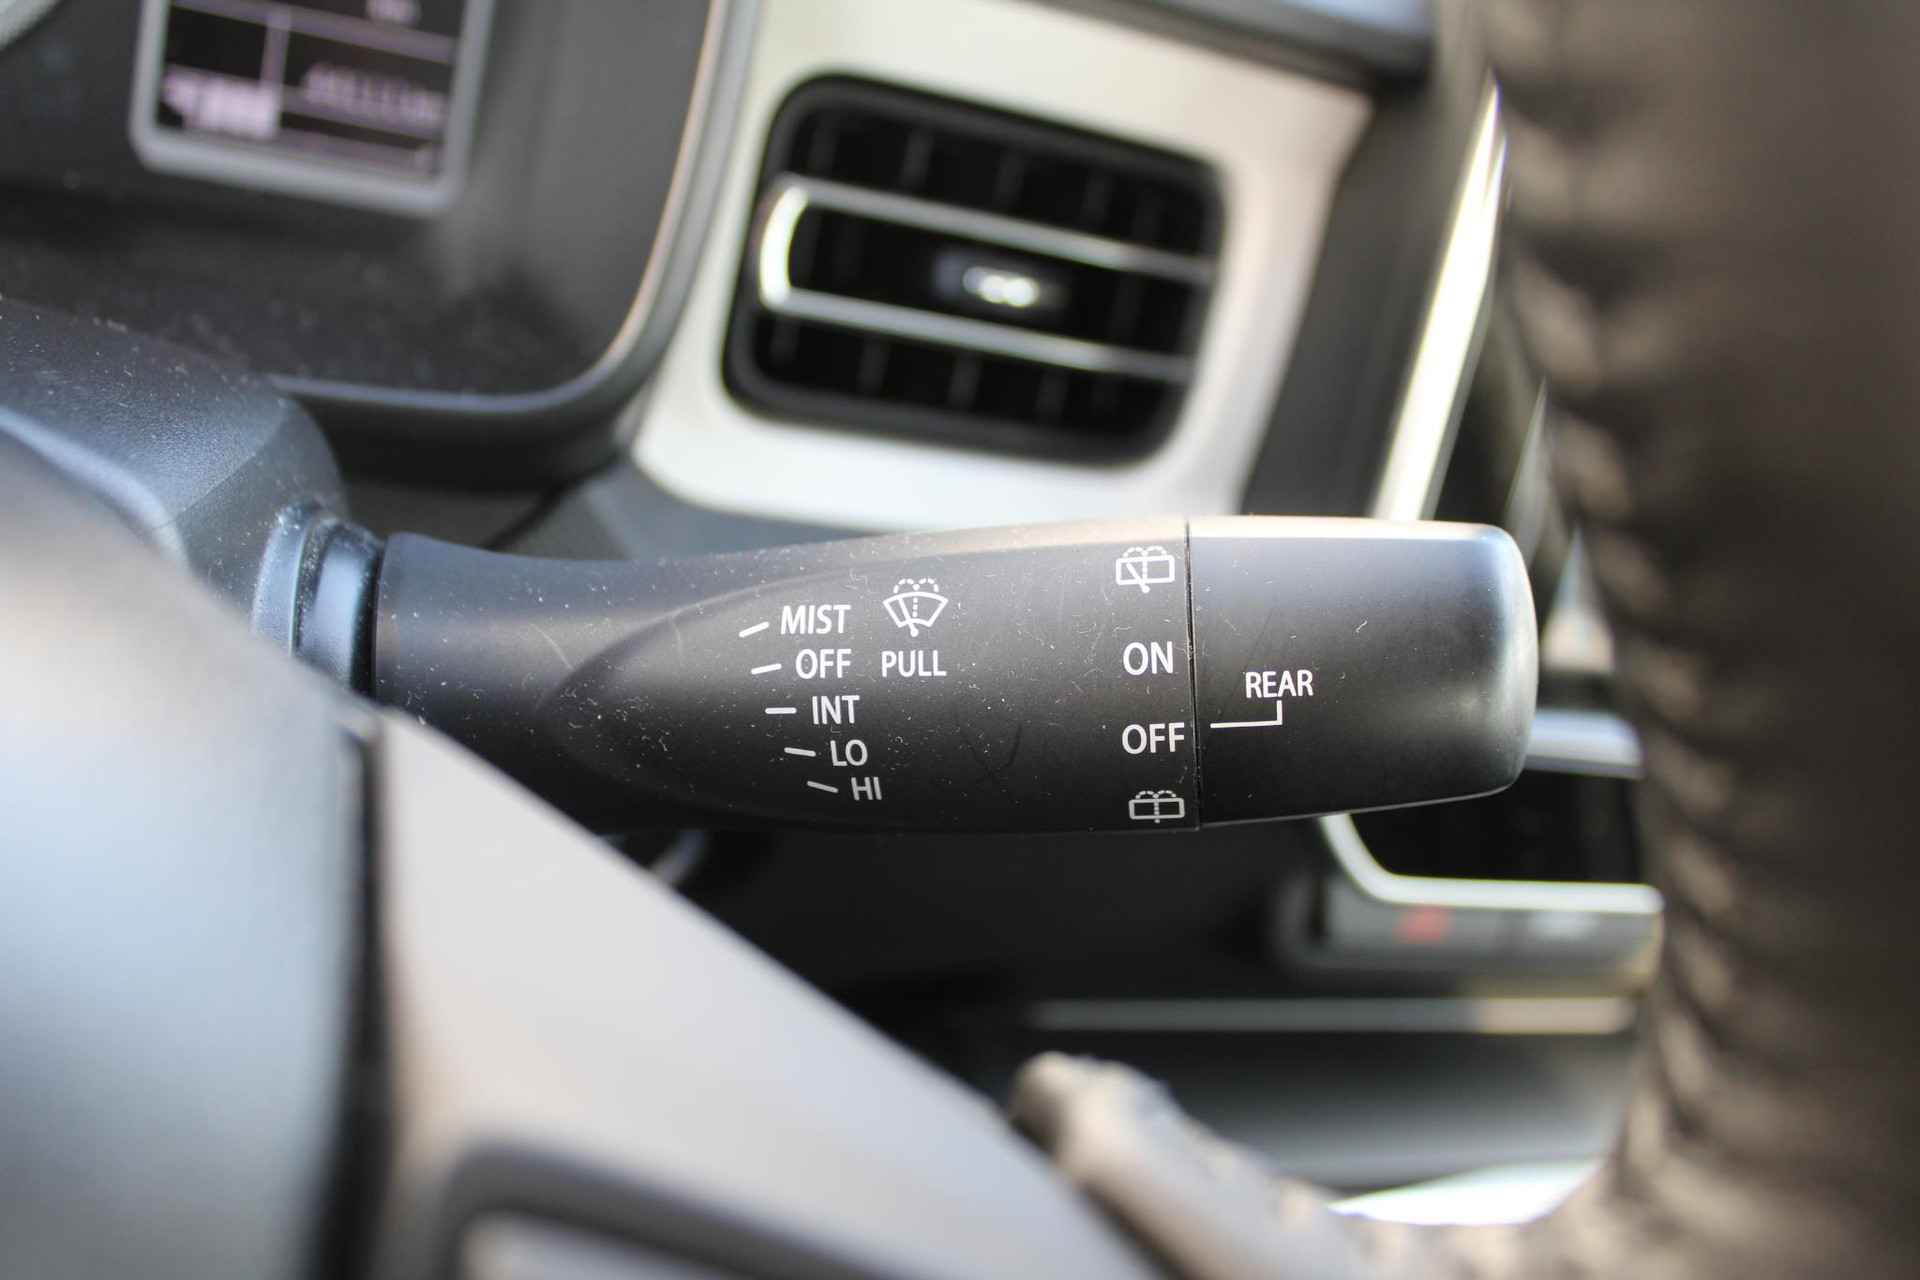 MIST
OFF
INT
LO
HI
PULL
ON
OFF
REAR